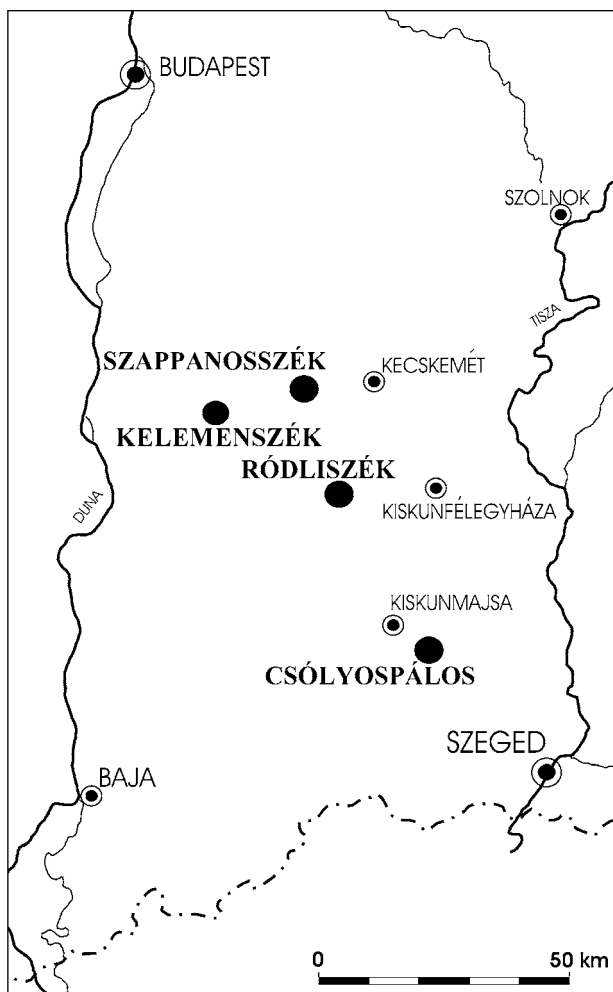 BUDAPEST
SZOLNOK
TISZA
SZAPPANOSSZÉK
KECSKEMÉT
KELEMENSZÉK
RÓDLISZÉK
DUNA
KISKUNFÉLEGYHÁZA
KISKUNMAJSA
CSÓLYOSPÁLOS
SZEGED
BAJA
0 50 km